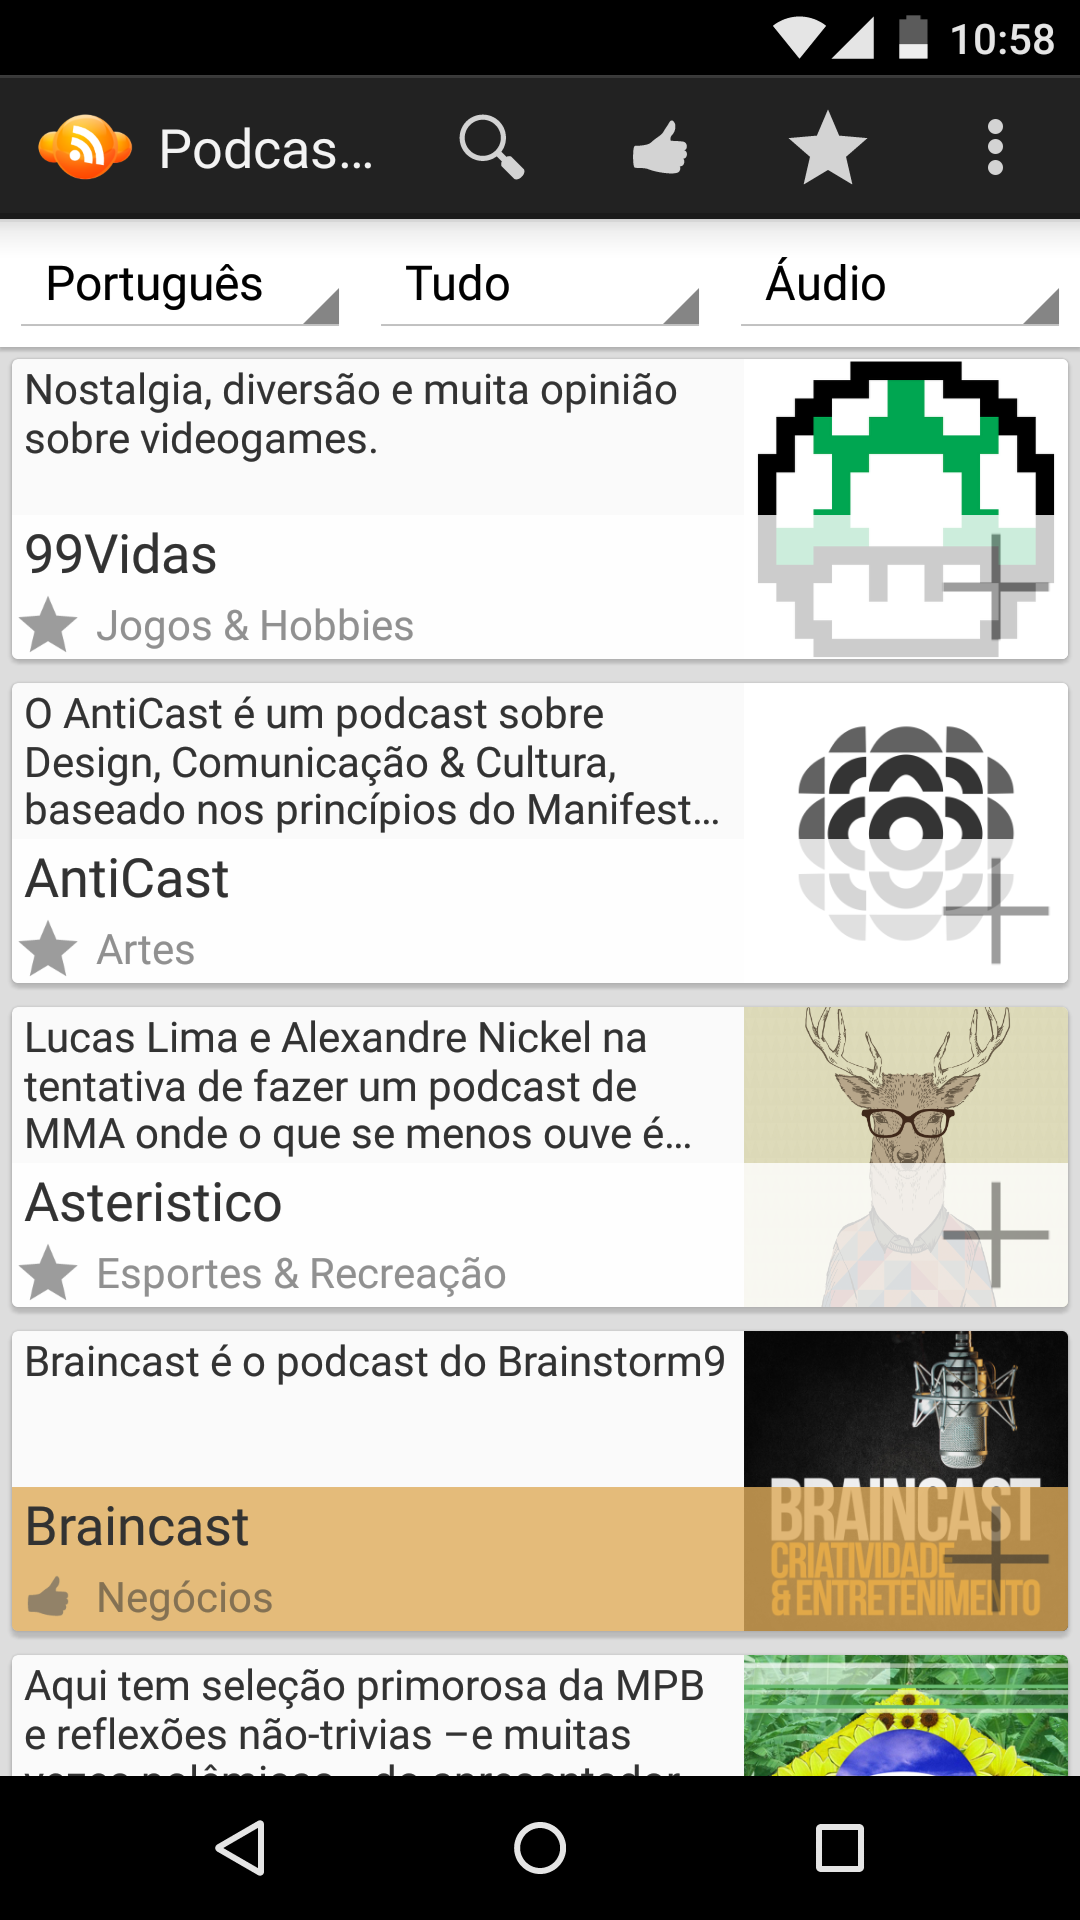 10:58
Podcas...
Português
Tudo
Áudio
Nostalgia, diversão e muita opinião
sobre videogames.
99Vidas
Jogos & Hobbies
O AntiCast é um podcast sobre
Design, Comunicação & Cultura,
baseado nos princípios do Manifest...
AntiCast
Artes
Lucas Lima e Alexandre Nickel na
tentativa de fazer um podcast de
MMA onde o que se menos ouve é...
Asteristico
Esportes & Recreação
Braincast é o podcast do Brainstorm9
BRAINCAST
CRIATIVIDADE
& ENTRETENIMENTO
Braincast
Negócios
Aqui tem seleção primorosa da MPB
e reflexões não-trivias –e muitas